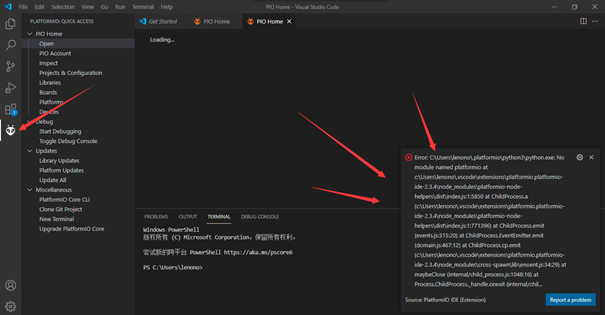 File Edit Selection View Go Run Terminal Help
PIO Home - Visual Studio Code
PLATFORMIO QUICK ACCESS
PIO Home
Open
PIO Account
Inspect
Projects & Configuration
Libraries
Boards
Platforms
Devices
Debug
Start Debugging
Toggle Debug Console
Updates
Library Updates
Platform Updates
Update All
Miscellaneous
PlatformIO Core CLI
Clone Git Project
New Terminal
Upgrade PlatformIO Core
1
Get Started
PIO Home
PIO Home
Loading...
PROBLEMS OUTPUT TERMINAL DEBUG CONSOLE
Windows PowerShell
版权所有 (C) Microsoft Corporation。保留所有权利。
尝试新的跨平台 PowerShell https://aka.ms/pscore6
PS C:\Users\lenono>
Error: C:\Users\lenono\.platformio\python3\python.exe: No
module named platformio at
c:\Users\lenono\.vscode\extensions\platformio.platformio-
ide-2.3.4\node_modules\platformio-node-
helpers\dist\index.js:1:5830 at ChildProcess.a
(c:\Users\lenono\.vscode\extensions\platformio.platformio-
ide-2.3.4\node_modules\platformio-node-
helpers\dist\index.js:1:771396) at ChildProcess.emit
(events.js:315:20) at ChildProcess.EventEmitter.emit
(domain.js:467:12) at ChildProcess.cp.emit
(c:\Users\lenono\.vscode\extensions\platformio.platformio-
ide-2.3.4\node_modules\cross-spawn\lib\enoent.js:34:29) at
maybeClose (internal/child_process.js:1048:16) at
Process.ChildProcess._handle.onexit (internal/chil...
Source: PlatformIO IDE (Extension)
Report a problem